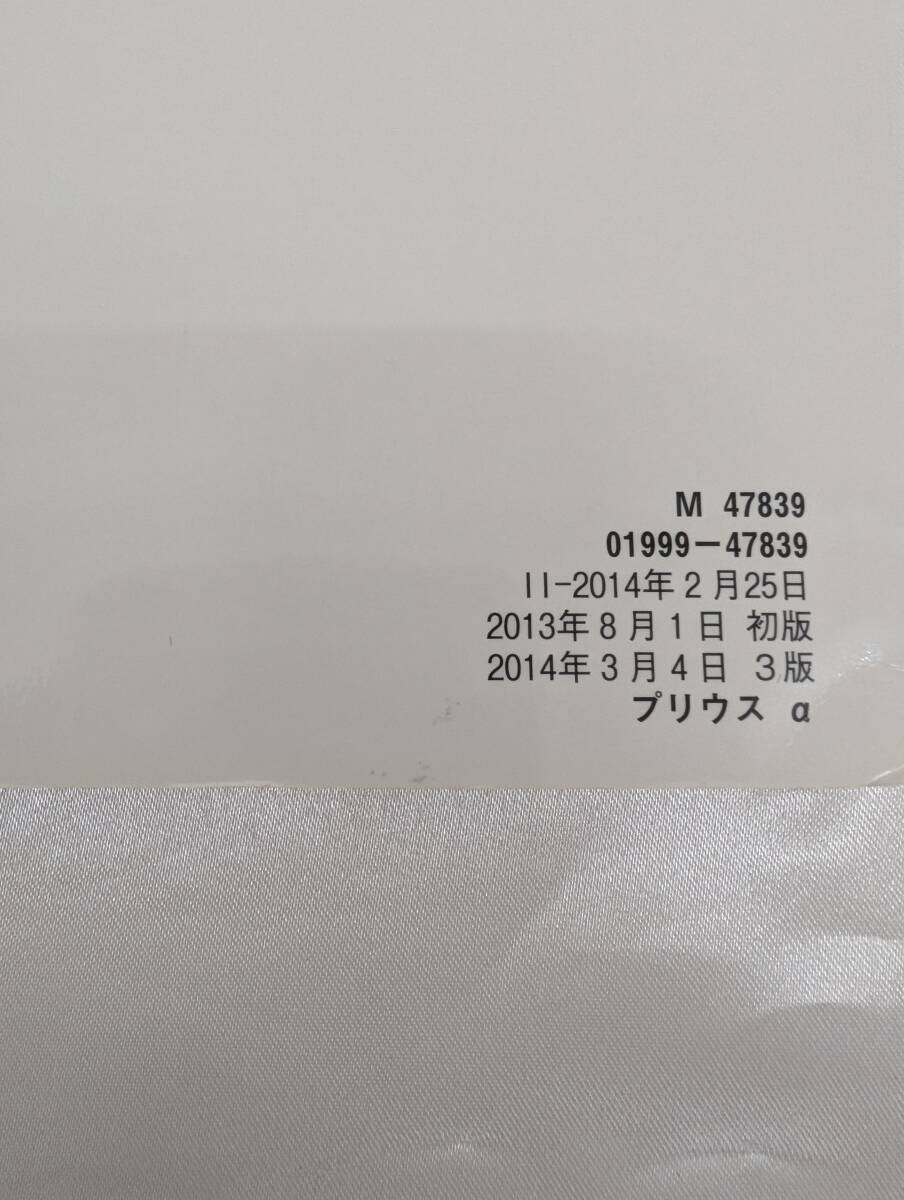 M 47839
01999-47839
II-2014年2月25日
2013年8月1日 初版
2014年3月4日 3版
プリウス α